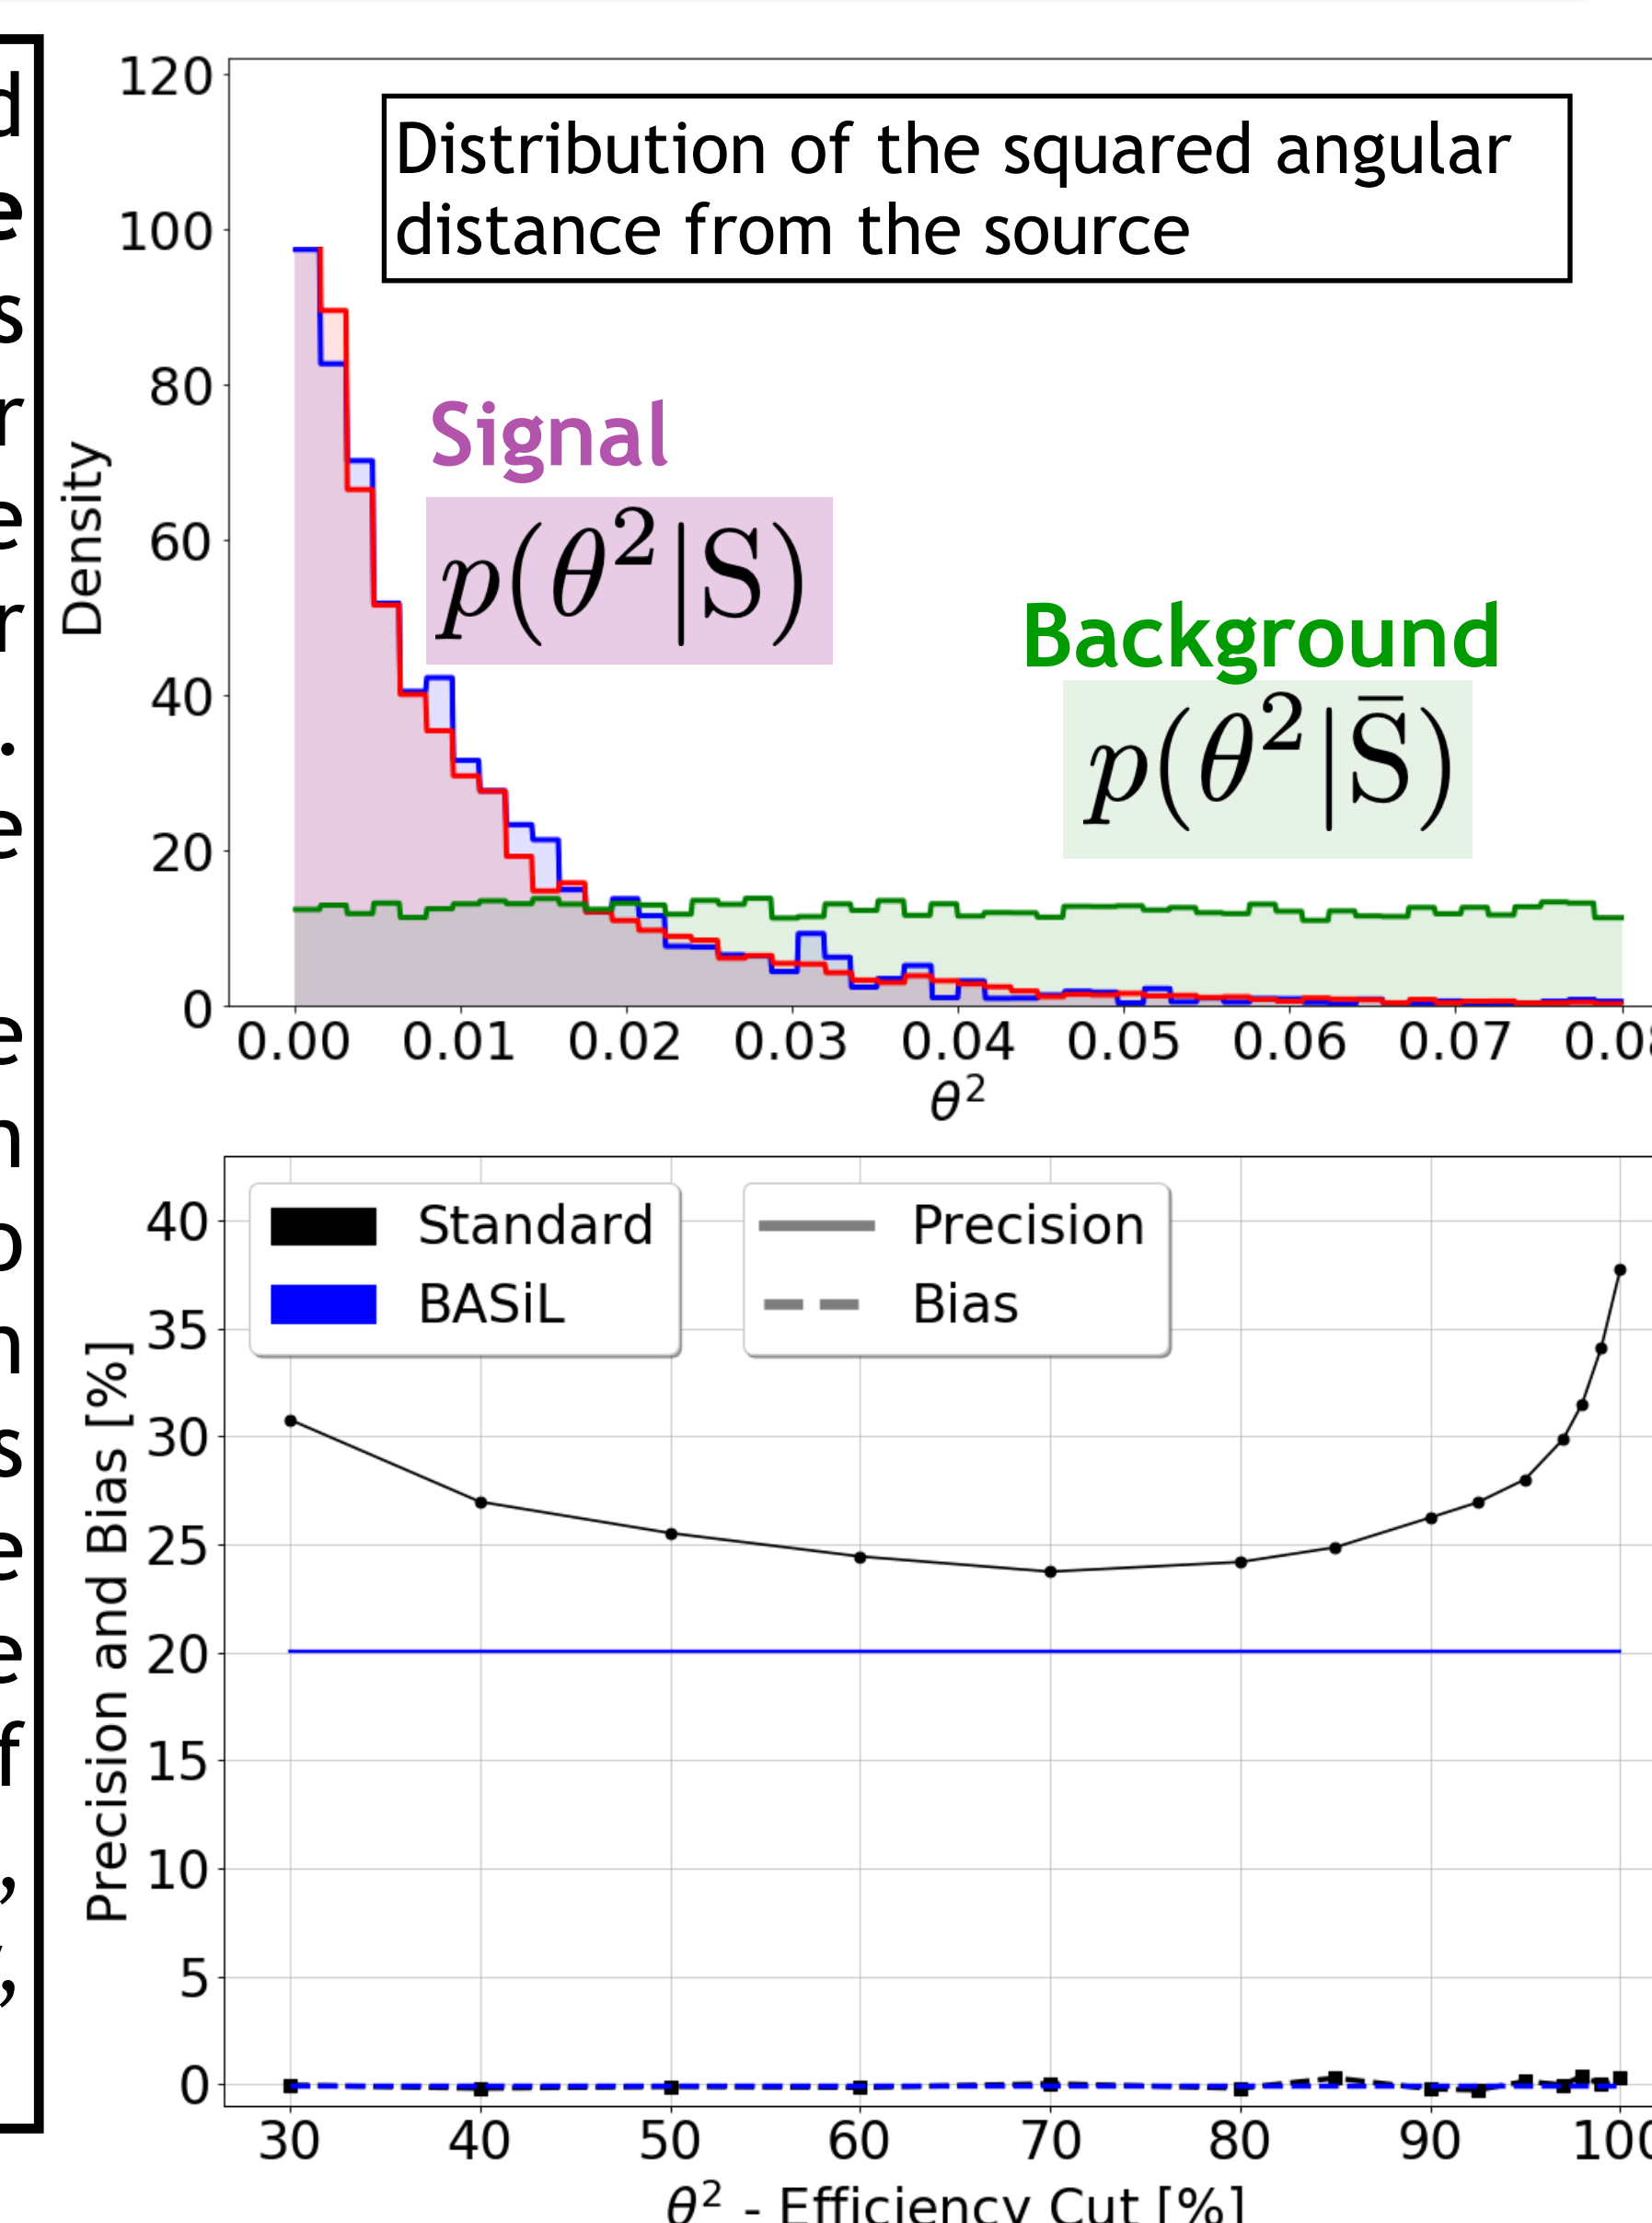 120
100
80
60
40
20
0
Density
Distribution of the squared angular
distance from the source
Signal
p(θ²|S)
Background
p(θ²|S̄)
0.00 0.01 0.02 0.03 0.04 0.05 0.06 0.07
θ²
40
35
30
25
20
15
10
5
0
Precision and Bias [%]
Standard
BASiL
Precision
Bias
30 40 50 60 70 80 90 100
θ² - Efficiency Cut [%]